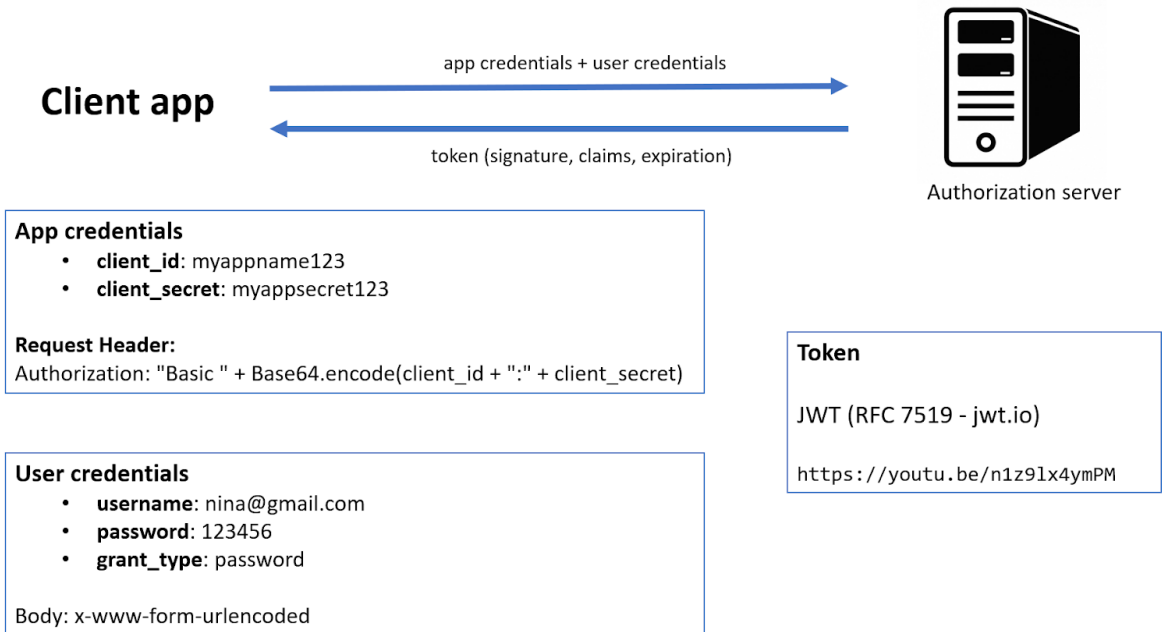 app credentials + user credentials
Client app
token (signature, claims, expiration)
Authorization server
App credentials
• client_id: myappname123
• client_secret: myappsecret123
Request Header:
Authorization: "Basic " + Base64.encode(client_id + ":" + client_secret)
Token
JWT (RFC 7519 - jwt.io)
https://youtu.be/n1z9lx4ymPM
User credentials
• username: nina@gmail.com
• password: 123456
• grant_type: password
Body: x-www-form-urlencoded